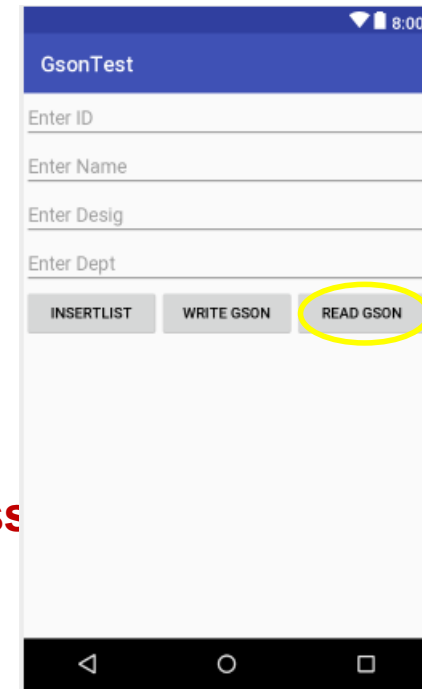 8:00
GsonTest
Enter ID
Enter Name
Enter Desig
Enter Dept
INSERTLIST WRITE GSON READ GSON